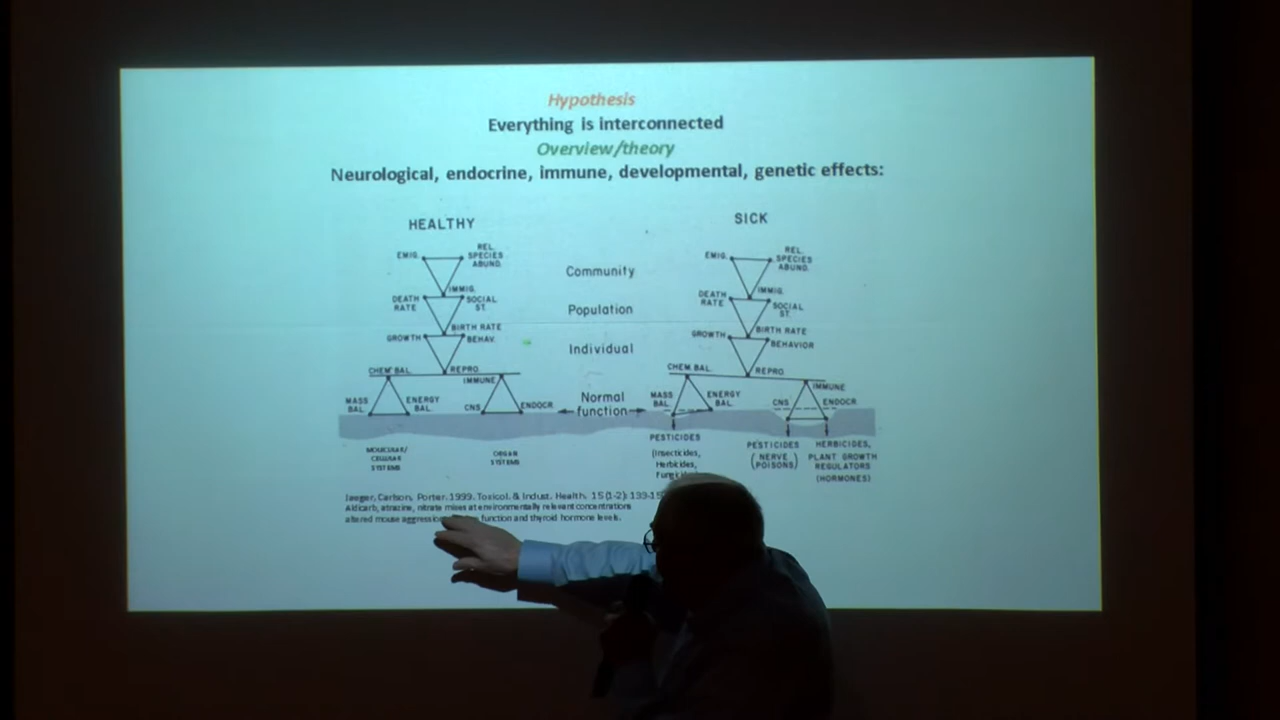 Hypothesis
Everything is interconnected
Overview/theory
Neurological, endocrine, immune, developmental, genetic effects:
HEALTHY
SICK
EMIG.
REL.
SPECIES
ABUND.
Community
EMIG.
REL.
SPECIES
ABUND.
IMMIG.
IMMIG.
DEATH
RATE
SOCIAL
ST.
Population
DEATH
RATE
SOCIAL
ST.
BIRTH RATE
BIRTH RATE
GROWTH
BEHAV.
Individual
GROWTH
BEHAVIOR
CHEM. BAL.
REPRO.
CHEM. BAL.
REPRO.
IMMUNE
IMMUNE
MASS
BAL.
ENERGY
BAL.
CNS
ENDOCR.
Normal
function
MASS
BAL.
ENERGY
BAL.
CNS
ENDOCR.
PESTICIDES
(Insecticides,
Herbicides,
PESTICIDES
(NERVE
POISONS)
HERBICIDES,
PLANT GROWTH
REGULATORS
(HORMONES)
MOLECULAR/
CELLULAR
SYSTEMS
ORGAN
SYSTEMS
Jaeger, Carlson, Porter. 1999. Toxicol. & Indust. Health. 15(1-2): 133-
Aldicarb, atrazine, nitrate mixes at environmentally relevant concentrations
altered mouse aggression function and thyroid hormone levels.